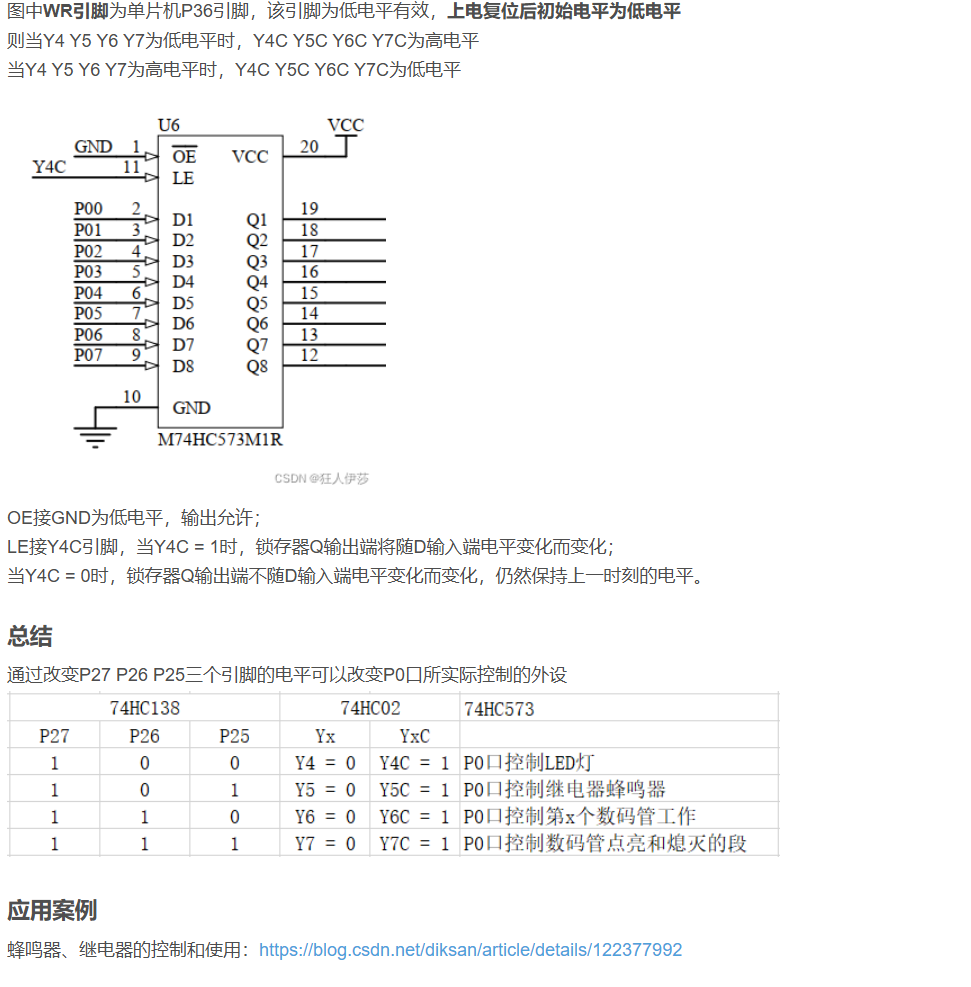 图中WR引脚为单片机P36引脚，该引脚为低电平有效，上电复位后初始电平为低电平
则当Y4 Y5 Y6 Y7为低电平时，Y4C Y5C Y6C Y7C为高电平
当Y4 Y5 Y6 Y7为高电平时，Y4C Y5C Y6C Y7C为低电平
U6 VCC
GND 1 OE VCC 20
Y4C 11 LE
P00 2 D1 Q1 19
P01 3 D2 Q2 18
P02 4 D3 Q3 17
P03 5 D4 Q4 16
P04 6 D5 Q5 15
P05 7 D6 Q6 14
P06 8 D7 Q7 13
P07 9 D8 Q8 12
10 GND
M74HC573M1R
CSDN @狂人伊莎
OE接GND为低电平，输出允许；
LE接Y4C引脚，当Y4C = 1时，锁存器Q输出端将随D输入端电平变化而变化；
当Y4C = 0时，锁存器Q输出端不随D输入端电平变化而变化，仍然保持上一时刻的电平。
总结
通过改变P27 P26 P25三个引脚的电平可以改变P0口所实际控制的外设
74HC138 74HC02 74HC573
P27 P26 P25 Yx YxC
1 0 0 Y4 = 0 Y4C = 1 P0口控制LED灯
1 0 1 Y5 = 0 Y5C = 1 P0口控制继电器蜂鸣器
1 1 0 Y6 = 0 Y6C = 1 P0口控制第x个数码管工作
1 1 1 Y7 = 0 Y7C = 1 P0口控制数码管点亮和熄灭的段
应用案例
蜂鸣器、继电器的控制和使用：https://blog.csdn.net/diksan/article/details/122377992